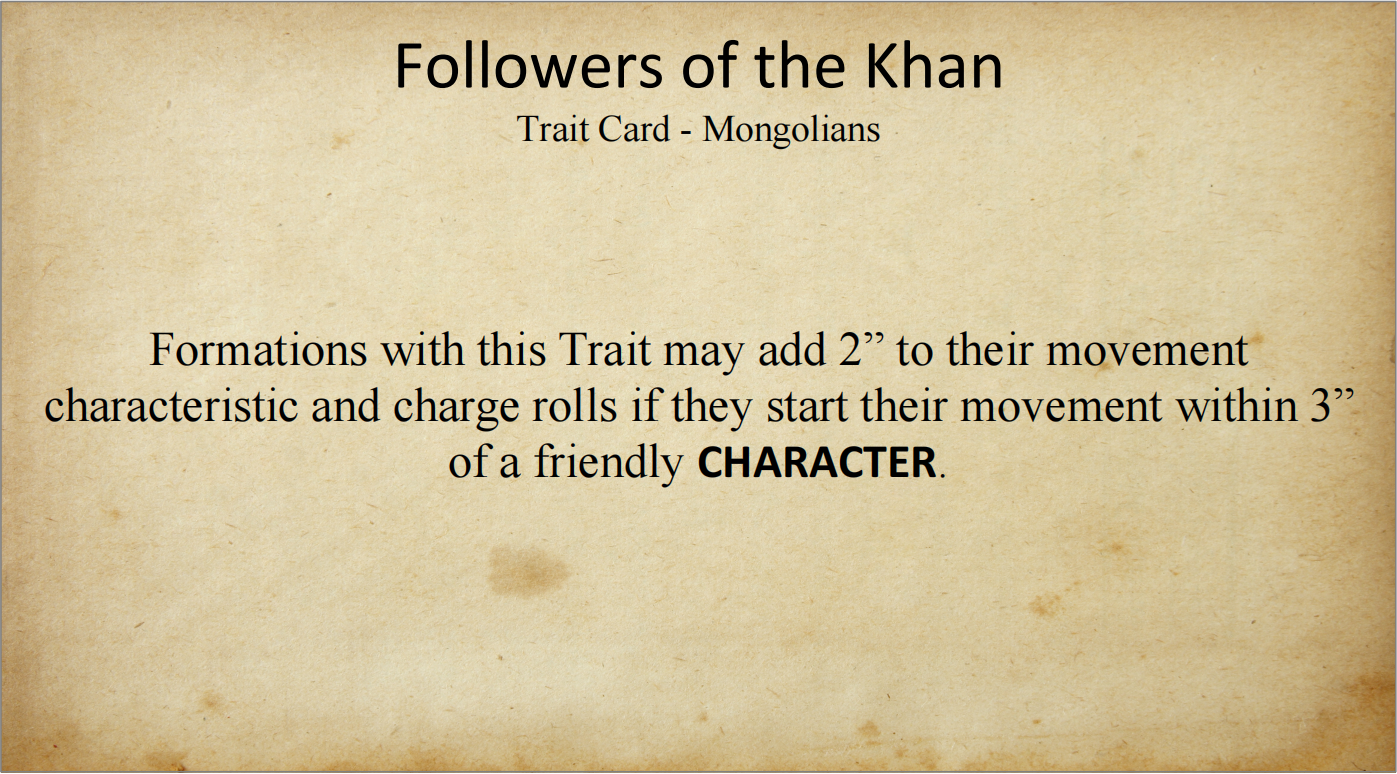 Followers of the Khan
Trait Card - Mongolians
Formations with this Trait may add 2” to their movement
characteristic and charge rolls if they start their movement within 3”
of a friendly CHARACTER.